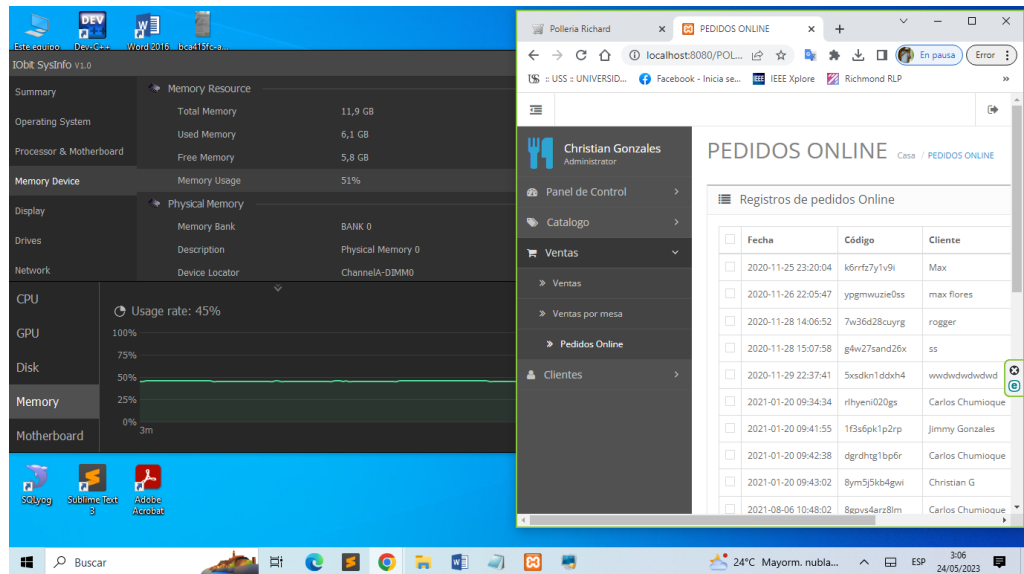 Este equipo
Dev-C++
Word 2016
bca415fc-a...
IObit SysInfo v1.0
Summary
Operating System
Processor & Motherboard
Memory Device
Display
Drives
Network
Memory Resource
Total Memory 11,9 GB
Used Memory 6,1 GB
Free Memory 5,8 GB
Memory Usage 51%
Physical Memory
Memory Bank BANK 0
Description Physical Memory 0
Device Locator ChannelA-DIMM0
CPU
GPU
Disk
Memory
Motherboard
Usage rate: 45%
100%
75%
50%
25%
0%
3m
SQLyog
Sublime Text 3
Adobe Acrobat
Polleria Richard
PEDIDOS ONLINE
localhost:8080/POL...
En pausa
Error
:: USS :: UNIVERSID...
Facebook - Inicia se...
IEEE Xplore
Richmond RLP
Christian Gonzales
Administrator
Panel de Control
Catalogo
Ventas
Ventas
Ventas por mesa
Pedidos Online
Clientes
PEDIDOS ONLINE
Casa / PEDIDOS ONLINE
Registros de pedidos Online
Fecha Código Cliente
2020-11-25 23:20:04 k6rrfz7y1v9i Max
2020-11-26 22:05:47 ypgmwuzie0ss max flores
2020-11-28 14:06:52 7w36d28cuyrg rogger
2020-11-28 15:07:58 g4w27sand26x ss
2020-11-29 22:37:41 5xsdkn1ddxh4 wwdwdwdwdwd
2021-01-20 09:34:34 rlhyeni020gs Carlos Chumioque
2021-01-20 09:41:55 1f3s6pk1p2rp Jimmy Gonzales
2021-01-20 09:42:38 dgrdhtg1bp6r Carlos Chumioque
2021-01-20 09:43:02 8ym5j5kb4gwi Christian G
2021-08-06 10:48:02 8gpvs4arz8lm Carlos Chumioque
Buscar
24°C Mayorm. nubla...
ESP
3:06
24/05/2023